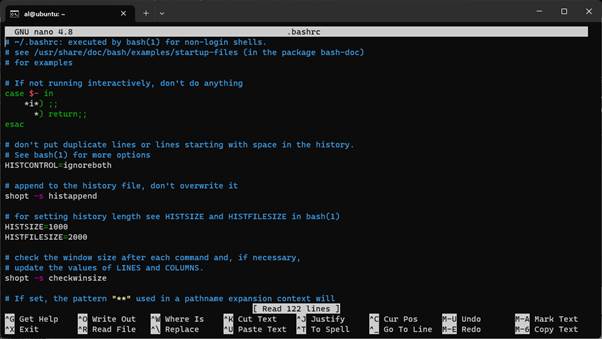 al@ubuntu: ~
GNU nano 4.8 .bashrc
# ~/.bashrc: executed by bash(1) for non-login shells.
# see /usr/share/doc/bash/examples/startup-files (in the package bash-doc)
# for examples
# If not running interactively, don't do anything
case $- in
*i*) ;;
*) return;;
esac
# don't put duplicate lines or lines starting with space in the history.
# See bash(1) for more options
HISTCONTROL=ignoreboth
# append to the history file, don't overwrite it
shopt -s histappend
# for setting history length see HISTSIZE and HISTFILESIZE in bash(1)
HISTSIZE=1000
HISTFILESIZE=2000
# check the window size after each command and, if necessary,
# update the values of LINES and COLUMNS.
shopt -s checkwinsize
# If set, the pattern "**" used in a pathname expansion context will
[ Read 122 lines ]
^G Get Help ^O Write Out ^W Where Is ^K Cut Text ^J Justify ^C Cur Pos M-U Undo M-A Mark Text
^X Exit ^R Read File ^\ Replace ^U Paste Text ^T To Spell ^_ Go To Line M-E Redo M-6 Copy Text